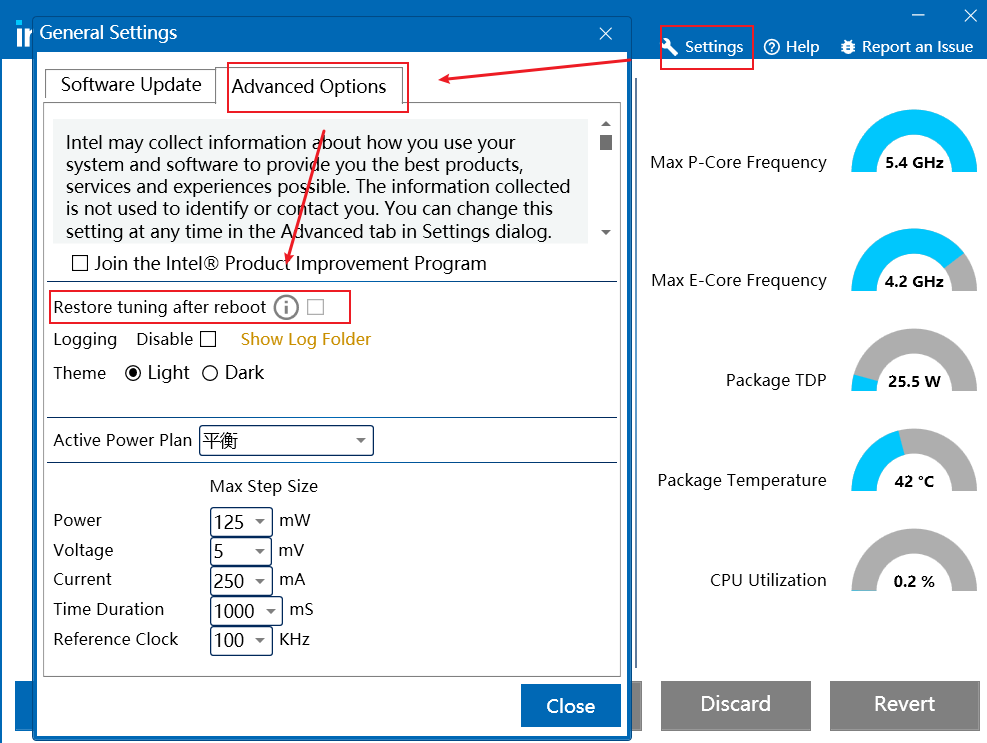 General Settings
Settings
Help
Report an Issue
Software Update
Advanced Options
Intel may collect information about how you use your
system and software to provide you the best products,
services and experiences possible. The information collected
is not used to identify or contact you. You can change this
setting at any time in the Advanced tab in Settings dialog.
Join the Intel® Product Improvement Program
Restore tuning after reboot
Logging Disable Show Log Folder
Theme Light Dark
Active Power Plan 平衡
Max Step Size
Power 125 mW
Voltage 5 mV
Current 250 mA
Time Duration 1000 mS
Reference Clock 100 KHz
Close
Max P-Core Frequency 5.4 GHz
Max E-Core Frequency 4.2 GHz
Package TDP 25.5 W
Package Temperature 42 °C
CPU Utilization 0.2 %
Discard
Revert